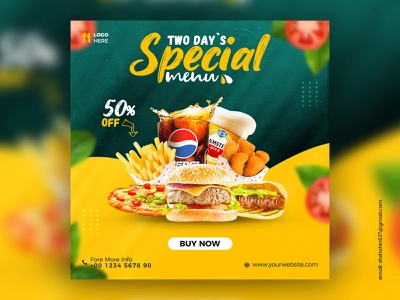 LOGO
HERE
TWO DAY`S
Special
menu
50%
OFF
PEPSI
BUY NOW
Fore More Info
+00 1234 5678 90
www.yourwebsite.com